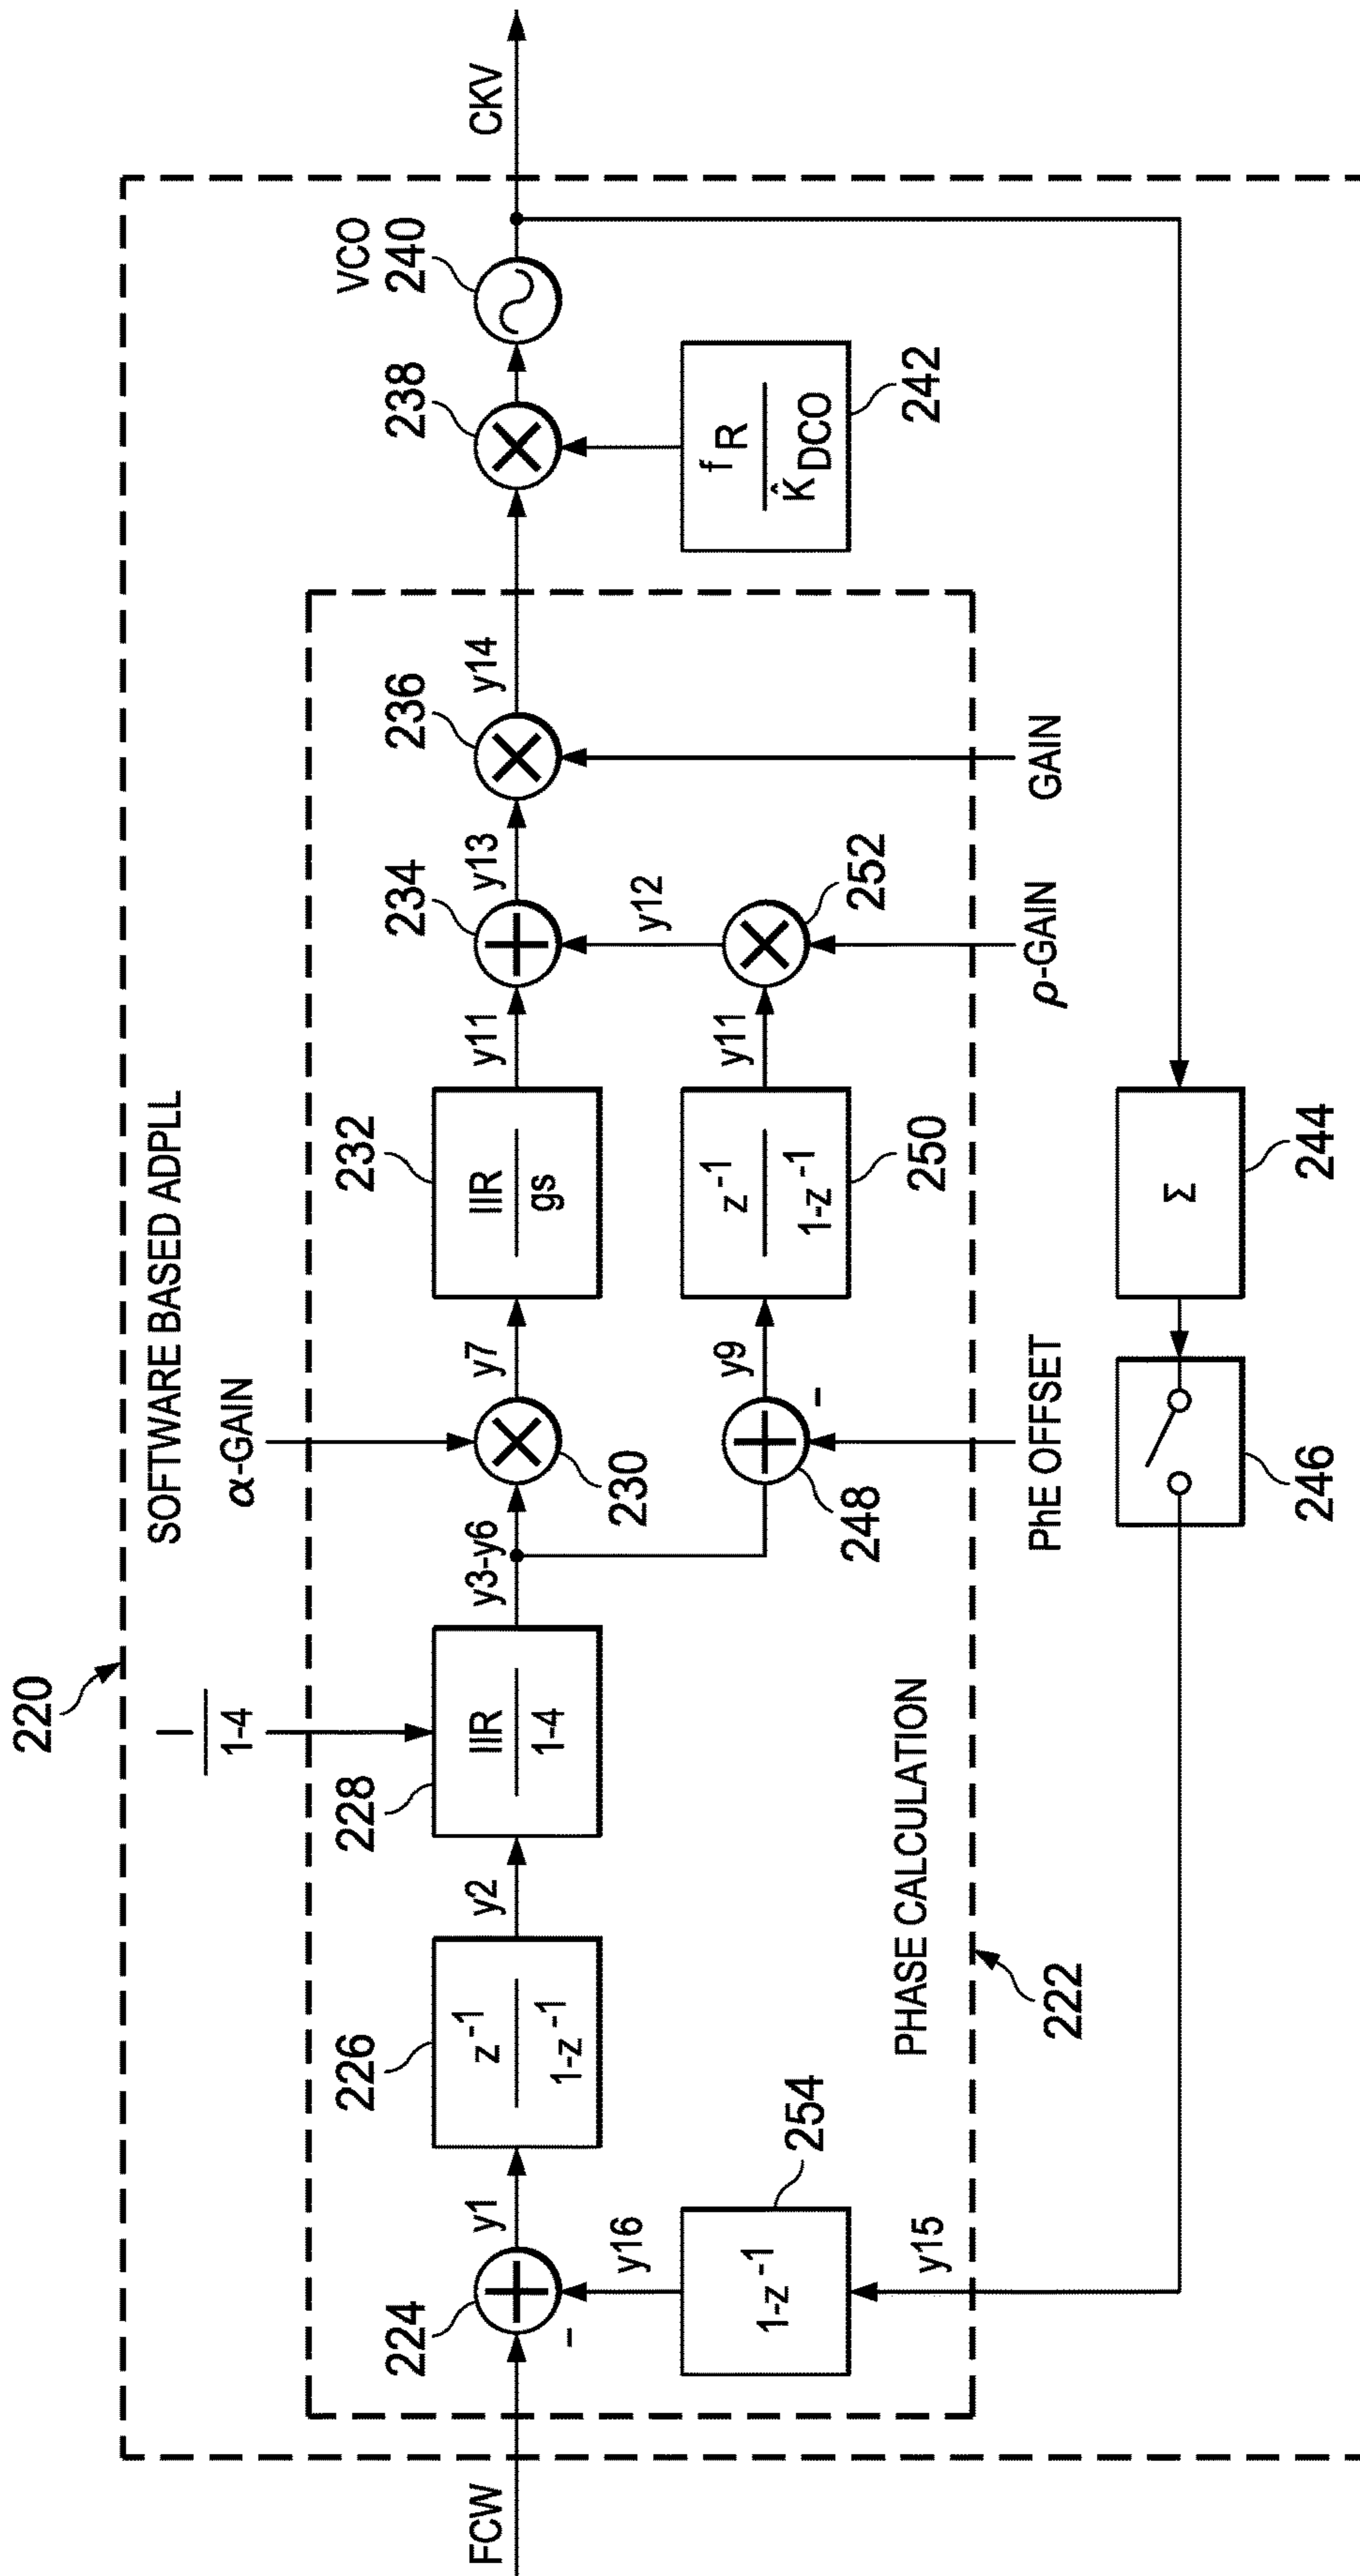 220
SOFTWARE BASED ADPLL
I
1-4
α-GAIN
FCW
224
-
y1
226
z⁻¹
1-z⁻¹
y2
228
IIR
1-4
y3-y6
230
y7
232
IIR
gs
y11
234
y13
236
y14
238
VCO
240
CKV
248
-
y9
250
z⁻¹
1-z⁻¹
y11
252
y12
242
f_R
K̂_DCO
y16
254
1-z⁻¹
y15
PHASE CALCULATION
222
PhE OFFSET
ρ-GAIN
GAIN
246
244
Σ